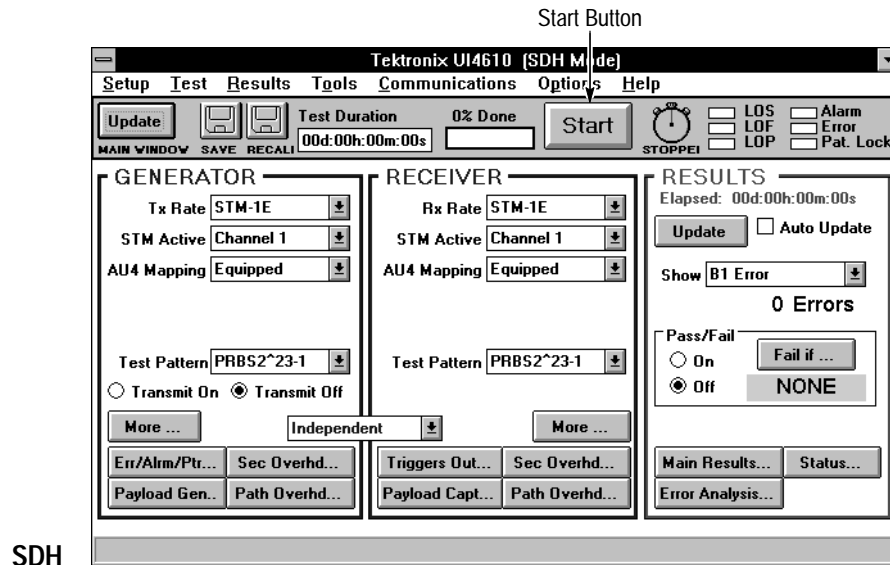 Start Button
Tektronix UI4610 (SDH Mode)
Setup Test Results Tools Communications Options Help
Update
MAIN WINDOW
SAVE RECALL
Test Duration
00d:00h:00m:00s
0% Done
Start
STOPPEI
LOS
LOF
LOP
Alarm
Error
Pat. Lock
GENERATOR
Tx Rate STM-1E
STM Active Channel 1
AU4 Mapping Equipped
Test Pattern PRBS2^23-1
Transmit On Transmit Off
More ...
Independent
Err/Alrm/Ptr... Sec Overhd...
Payload Gen.. Path Overhd...
RECEIVER
Rx Rate STM-1E
STM Active Channel 1
AU4 Mapping Equipped
Test Pattern PRBS2^23-1
More ...
Triggers Out... Sec Overhd...
Payload Capt... Path Overhd...
RESULTS
Elapsed: 00d:00h:00m:00s
Update Auto Update
Show B1 Error
0 Errors
Pass/Fail
On
Off
Fail if ...
NONE
Main Results... Status...
Error Analysis...
SDH